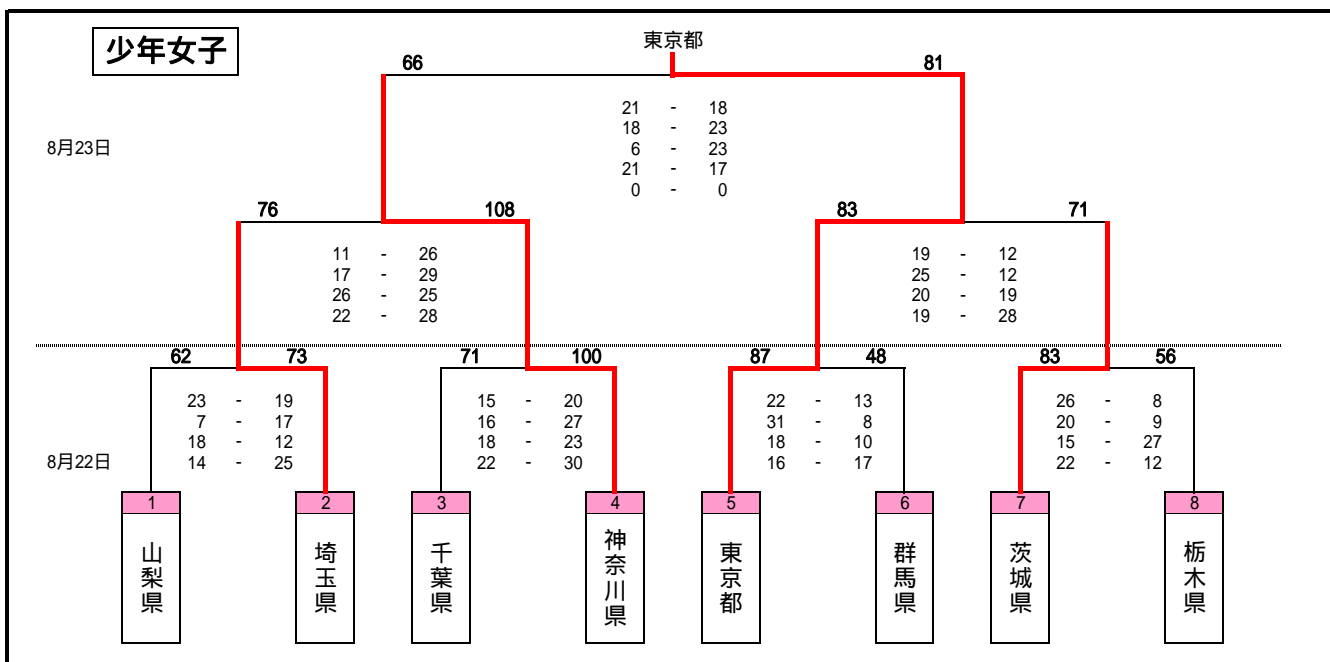 東京都
少年女子
66 81
21 - 18
18 - 23
8月23日
6 - 23
21 - 17
0 - 0
76 108 83 71
11 - 26 19 - 12
17 - 29 25 - 12
26 - 25 20 - 19
22 - 28 19 - 28
62 73 71 100 87 48 83 56
23 - 19 15 - 20 22 - 13 26 - 8
7 - 17 16 - 27 31 - 8 20 - 9
18 - 12 18 - 23 18 - 10 15 - 27
8月22日 14 - 25 22 - 30 16 - 17 22 - 12
1 2 3 4 5 6 7 8
山梨県
埼玉県
千葉県
神奈川県
東京都
群馬県
茨城県
栃木県